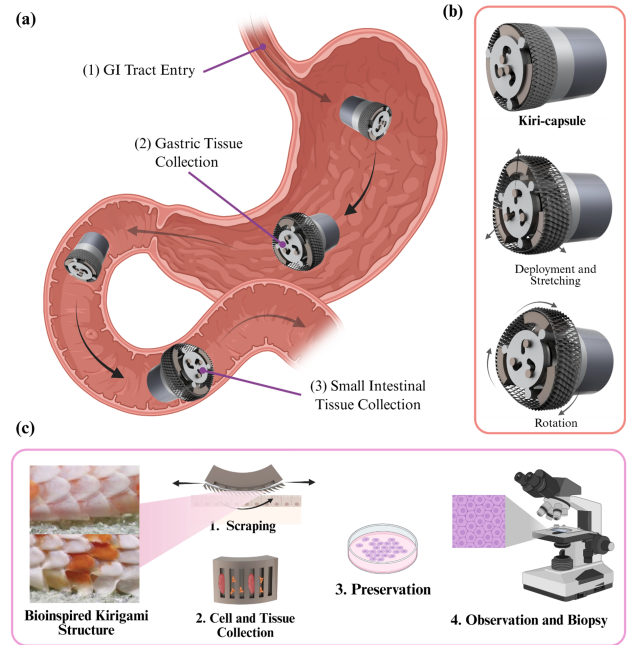 (a)
(1) GI Tract Entry
(2) Gastric Tissue
Collection
(3) Small Intestinal
Tissue Collection
(b)
Kiri-capsule
Deployment and
Stretching
Rotation
(c)
Bioinspired Kirigami
Structure
1. Scraping
2. Cell and Tissue
Collection
3. Preservation
4. Observation and Biopsy